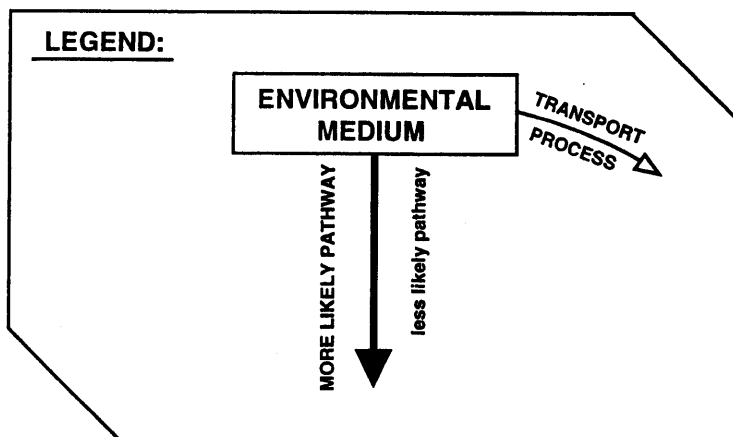 LEGEND:
ENVIRONMENTAL
MEDIUM
TRANSPORT
PROCESS
MORE LIKELY PATHWAY
less likely pathway